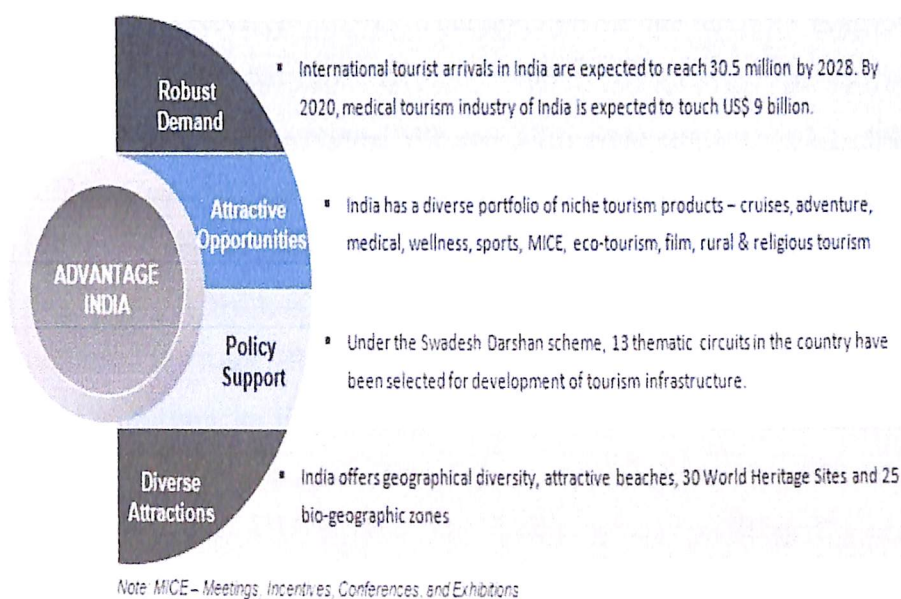 Robust
Demand
▪ International tourist arrivals in India are expected to reach 30.5 million by 2028. By
2020, medical tourism industry of India is expected to touch US$ 9 billion.
Attractive
Opportunities
▪ India has a diverse portfolio of niche tourism products – cruises, adventure,
medical, wellness, sports, MICE, eco-tourism, film, rural & religious tourism
ADVANTAGE
INDIA
Policy
Support
▪ Under the Swadesh Darshan scheme, 13 thematic circuits in the country have
been selected for development of tourism infrastructure.
Diverse
Attractions
▪ India offers geographical diversity, attractive beaches, 30 World Heritage Sites and 25
bio-geographic zones
Note: MICE – Meetings, Incentives, Conferences, and Exhibitions